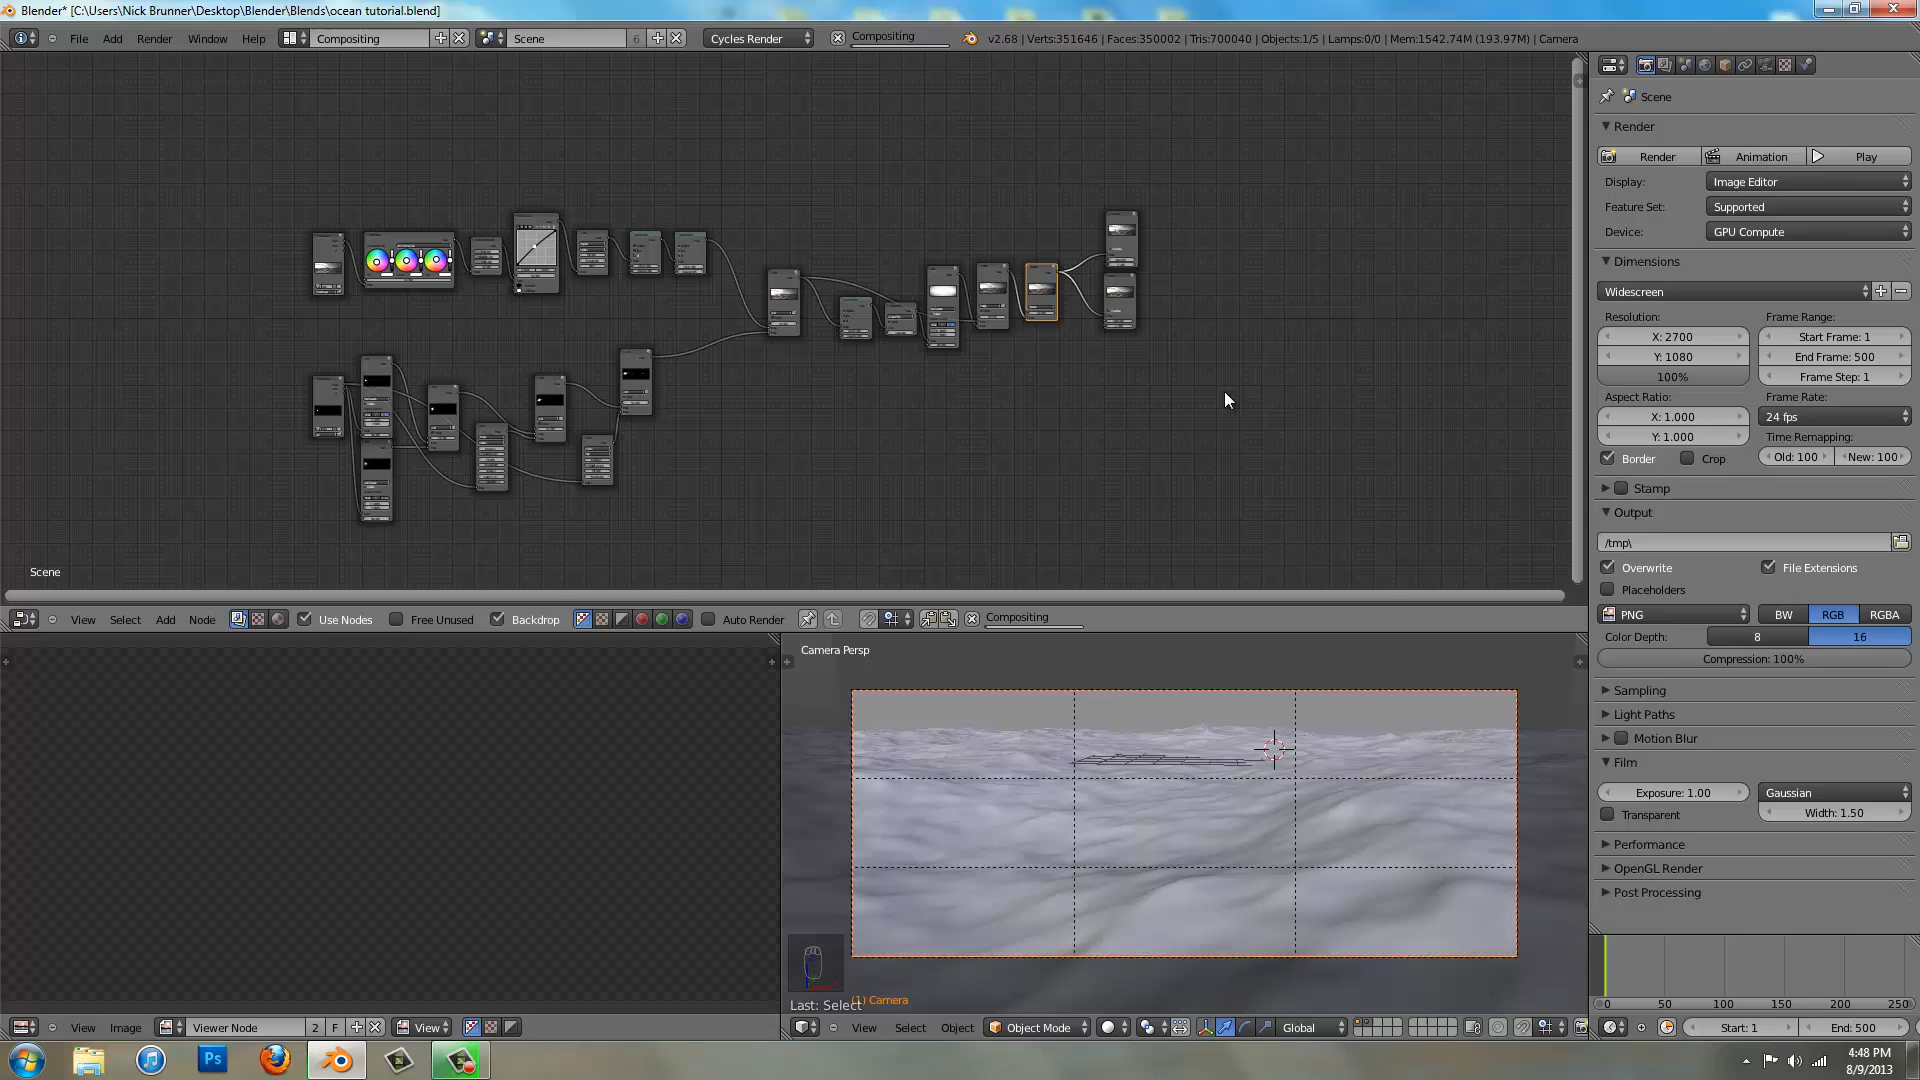 Blender* [C:\Users\Nick Brunner\Desktop\Blender\Blends\ocean tutorial.blend]
File Add Render Window Help Compositing Scene 6 Cycles Render Compositing v2.68 | Verts:351646 | Faces:350002 | Tris:700040 | Objects:1/5 | Lamps:0/0 | Mem:1542.74M (193.97M) | Camera
Scene
Render
Render Animation Play
Display: Image Editor
Feature Set: Supported
Device: GPU Compute
Dimensions
Widescreen
Resolution: Frame Range:
X: 2700 Start Frame: 1
Y: 1080 End Frame: 500
100% Frame Step: 1
Aspect Ratio: Frame Rate:
X: 1.000 24 fps
Y: 1.000 Time Remapping:
Border Crop Old: 100 New: 100
Stamp
Output
/tmp\
Overwrite File Extensions
Placeholders
PNG BW RGB RGBA
Color Depth: 8 16
Compression: 100%
Sampling
Light Paths
Motion Blur
Film
Exposure: 1.00 Gaussian
Transparent Width: 1.50
Performance
OpenGL Render
Post Processing
Scene
View Select Add Node Use Nodes Free Unused Backdrop Auto Render Compositing
Camera Persp
Last: Select
(1) Camera
0 50 100 150 200 250
View Image Viewer Node 2 F View
View Select Object Object Mode Global
Start: 1 End: 500
Ps
4:48 PM
8/9/2013